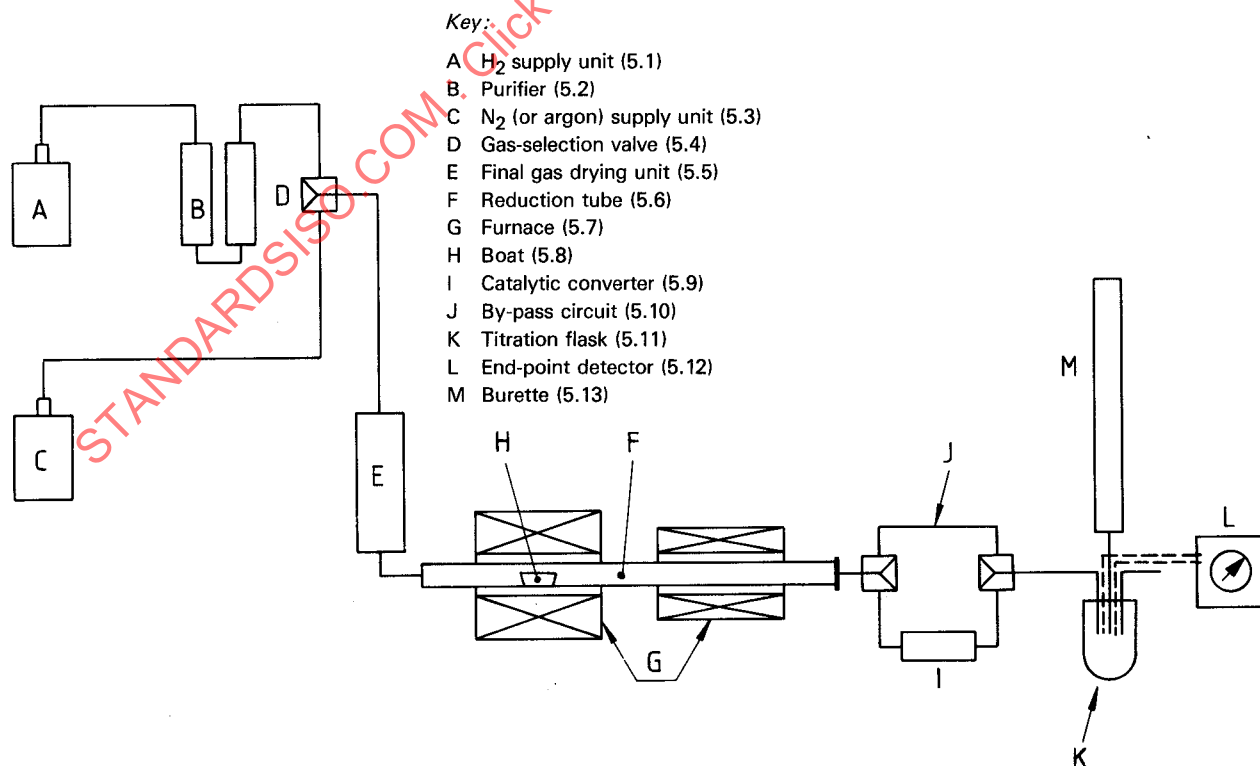 Key:
A H2 supply unit (5.1)
B Purifier (5.2)
C N2 (or argon) supply unit (5.3)
D Gas-selection valve (5.4)
E Final gas drying unit (5.5)
F Reduction tube (5.6)
G Furnace (5.7)
H Boat (5.8)
I Catalytic converter (5.9)
J By-pass circuit (5.10)
K Titration flask (5.11)
L End-point detector (5.12)
M Burette (5.13)
STANDARDSISO.COM : Click
A
B
D
C
E
H
F
G
J
I
M
L
K